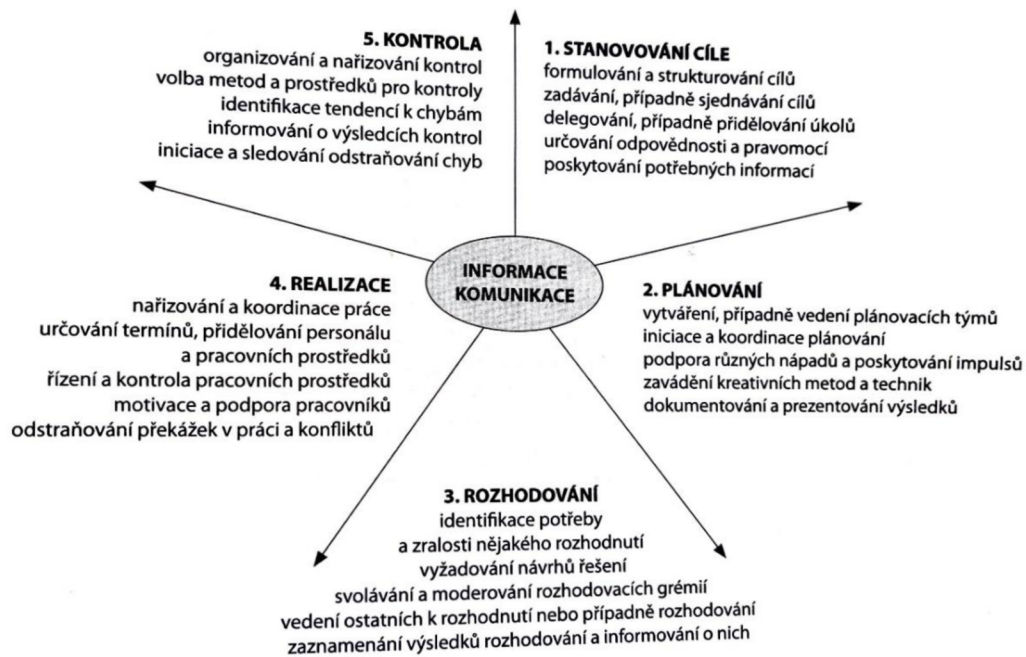 5. KONTROLA
organizování a nařizování kontrol
volba metod a prostředků pro kontroly
identifikace tendencí k chybám
informování o výsledcích kontrol
iniciace a sledování odstraňování chyb
1. STANOVOVÁNÍ CÍLE
formulování a strukturování cílů
zadávání, případně sjednávání cílů
delegování, případně přidělování úkolů
určování odpovědnosti a pravomocí
poskytování potřebných informací
INFORMACE
KOMUNIKACE
4. REALIZACE
nařizování a koordinace práce
určování termínů, přidělování personálu
a pracovních prostředků
řízení a kontrola pracovních prostředků
motivace a podpora pracovníků
odstraňování překážek v práci a konfliktů
2. PLÁNOVÁNÍ
vytváření, případně vedení plánovacích týmů
iniciace a koordinace plánování
podpora různých nápadů a poskytování impulsů
zavádění kreativních metod a technik
dokumentování a prezentování výsledků
3. ROZHODOVÁNÍ
identifikace potřeby
a zralosti nějakého rozhodnutí
vyžadování návrhů řešení
svolávání a moderování rozhodovacích grémií
vedení ostatních k rozhodnutí nebo případně rozhodování
zaznamenání výsledků rozhodování a informování o nich